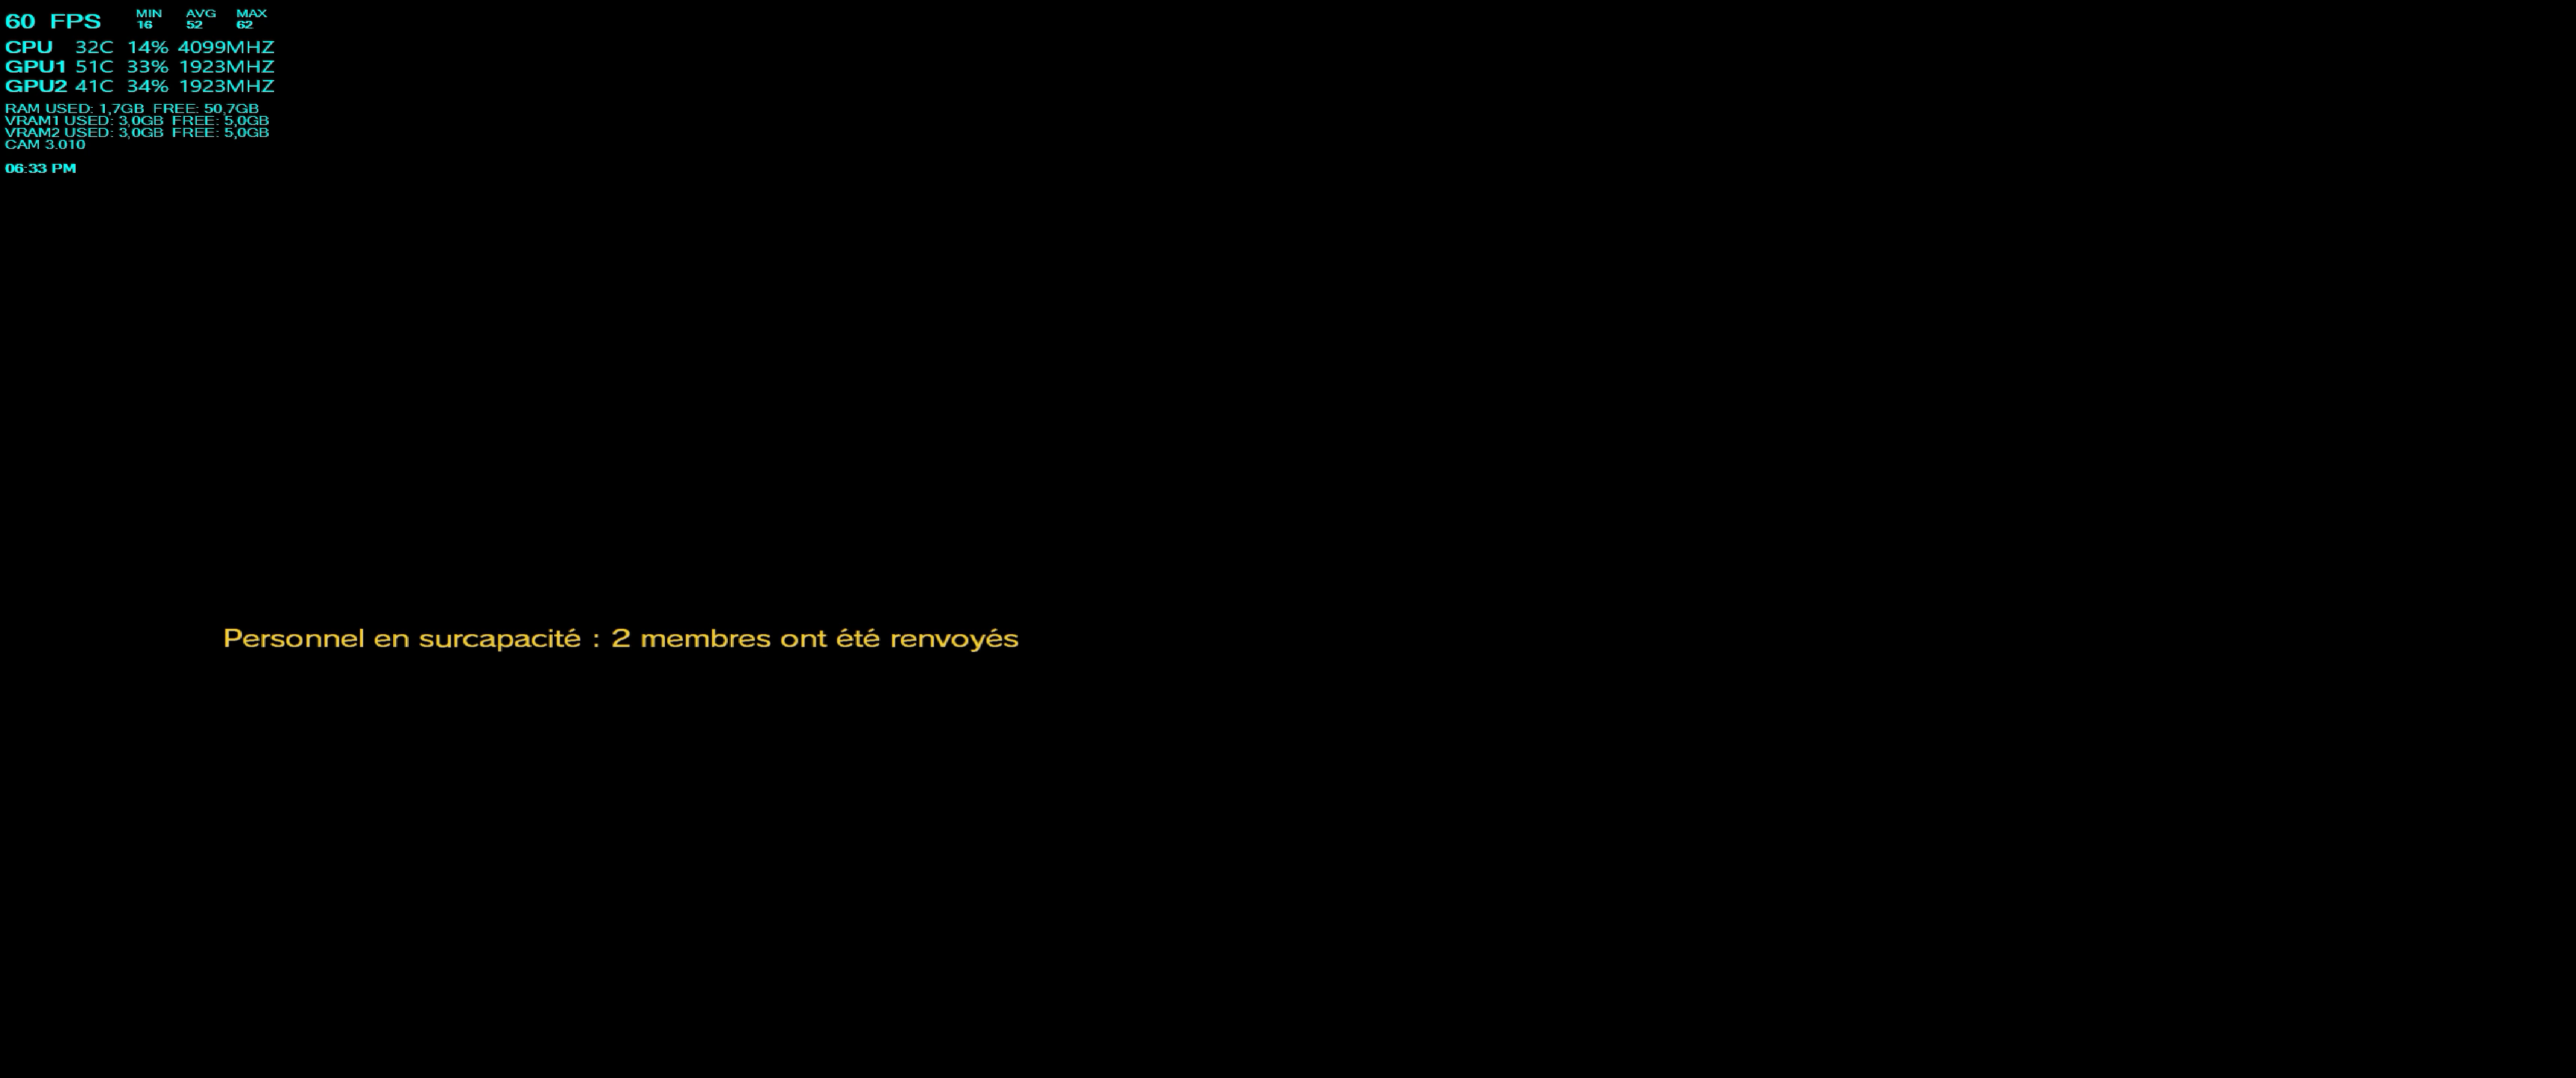 60 FPS MIN AVG MAX
16 52 62
CPU 32C 14% 4099MHZ
GPU1 51C 33% 1923MHZ
GPU2 41C 34% 1923MHZ
RAM USED: 1,7GB FREE: 50,7GB
VRAM1 USED: 3,0GB FREE: 5,0GB
VRAM2 USED: 3,0GB FREE: 5,0GB
CAM 3.010
06:33 PM
Personnel en surcapacité : 2 membres ont été renvoyés